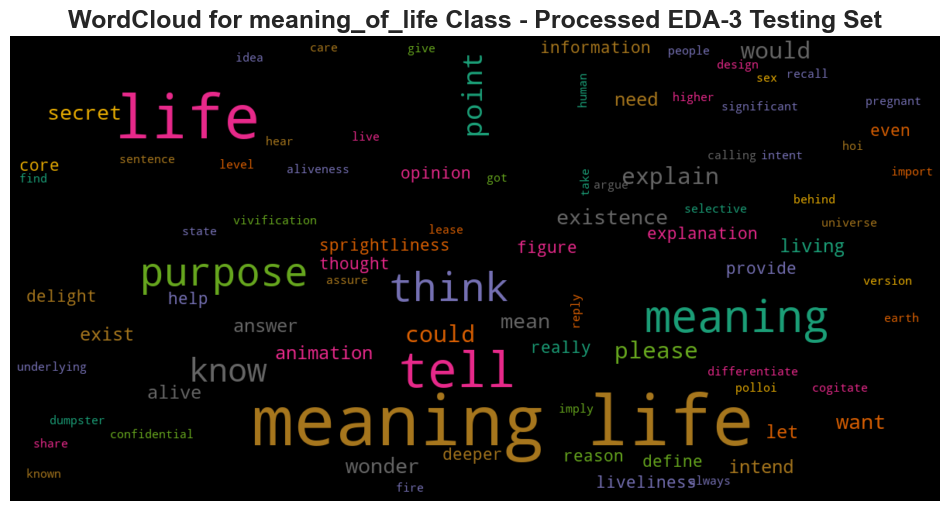 WordCloud for meaning_of_life Class - Processed EDA-3 Testing Set
idea care give information people would
design sex recall
secret life point human need higher significant pregnant
hear live even
core sentence level aliveness opinion got take argue explain calling intent hoi import
find
vivification existence selective behind universe
state lease explanation
sprightliness figure living
thought
purpose assure think provide version
delight help reply meaning earth
exist answer could mean
animation really please
underlying know tell differentiate
alive polloi cogitate
meaning life imply
dumpster want
share confidential let
deeper reason define
known wonder intend
liveliness always
fire